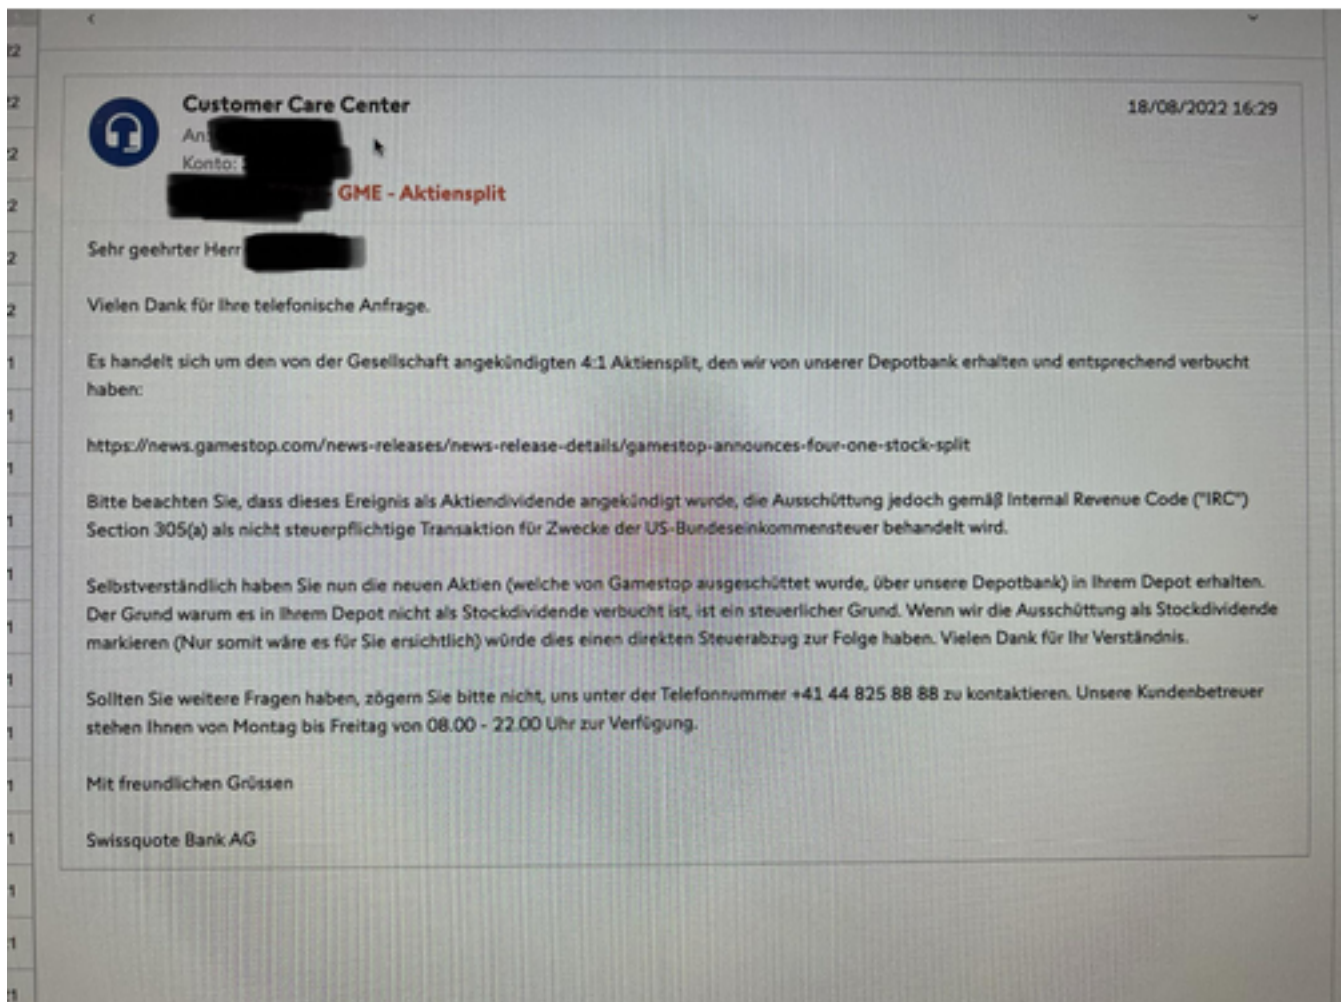 Customer Care Center
18/08/2022 16:29
An:
Konto:
GME - Aktiensplit
Sehr geehrter Herr
Vielen Dank für Ihre telefonische Anfrage.
Es handelt sich um den von der Gesellschaft angekündigten 4:1 Aktiensplit, den wir von unserer Depotbank erhalten und entsprechend verbucht
haben:
https://news.gamestop.com/news-releases/news-release-details/gamestop-announces-four-one-stock-split
Bitte beachten Sie, dass dieses Ereignis als Aktiendividende angekündigt wurde, die Ausschüttung jedoch gemäß Internal Revenue Code ("IRC")
Section 305(a) als nicht steuerpflichtige Transaktion für Zwecke der US-Bundeseinkommensteuer behandelt wird.
Selbstverständlich haben Sie nun die neuen Aktien (welche von Gamestop ausgeschüttet wurde, über unsere Depotbank) in Ihrem Depot erhalten.
Der Grund warum es in Ihrem Depot nicht als Stockdividende verbucht ist, ist ein steuerlicher Grund. Wenn wir die Ausschüttung als Stockdividende
markieren (Nur somit wäre es für Sie ersichtlich) würde dies einen direkten Steuerabzug zur Folge haben. Vielen Dank für Ihr Verständnis.
Sollten Sie weitere Fragen haben, zögern Sie bitte nicht, uns unter der Telefonnummer +41 44 825 88 88 zu kontaktieren. Unsere Kundenbetreuer
stehen Ihnen von Montag bis Freitag von 08.00 - 22.00 Uhr zur Verfügung.
Mit freundlichen Grüssen
Swissquote Bank AG